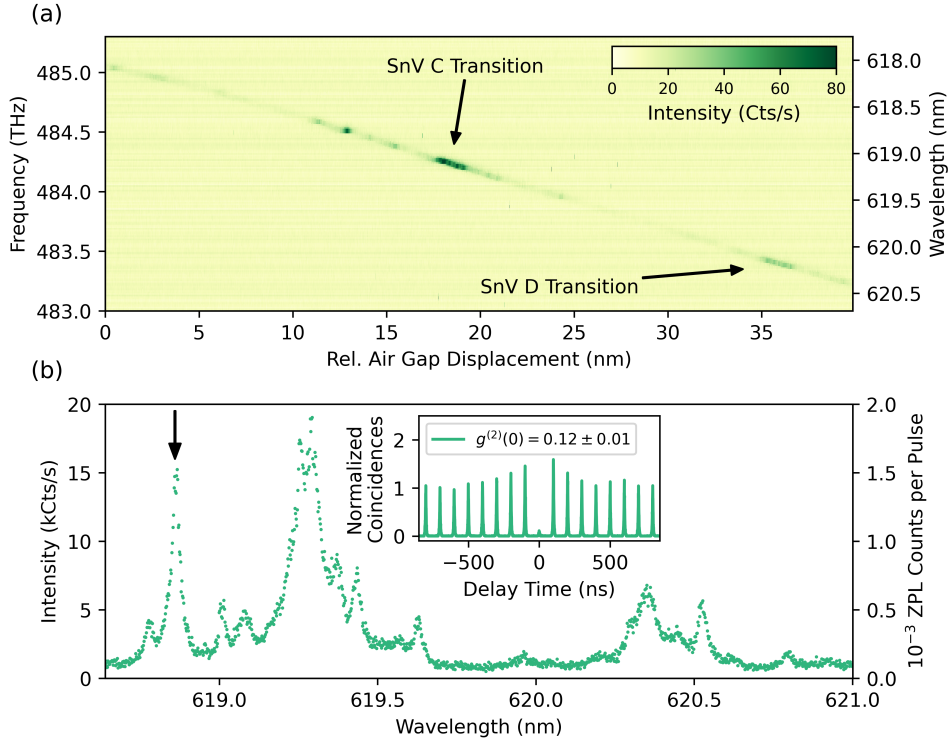 (a)
SnV C Transition
SnV D Transition
0 20 40 60 80
Intensity (Cts/s)
485.0
484.5
484.0
483.5
483.0
Frequency (THz)
618.0
618.5
619.0
619.5
620.0
620.5
Wavelength (nm)
0 5 10 15 20 25 30 35
Rel. Air Gap Displacement (nm)
(b)
20
15
10
5
0
Intensity (kCts/s)
2
1
0
Normalized
Coincidences
g⁽²⁾(0) = 0.12 ± 0.01
−500 0 500
Delay Time (ns)
2.0
1.5
1.0
0.5
0.0
10⁻³ ZPL Counts per Pulse
619.0 619.5 620.0 620.5 621.0
Wavelength (nm)